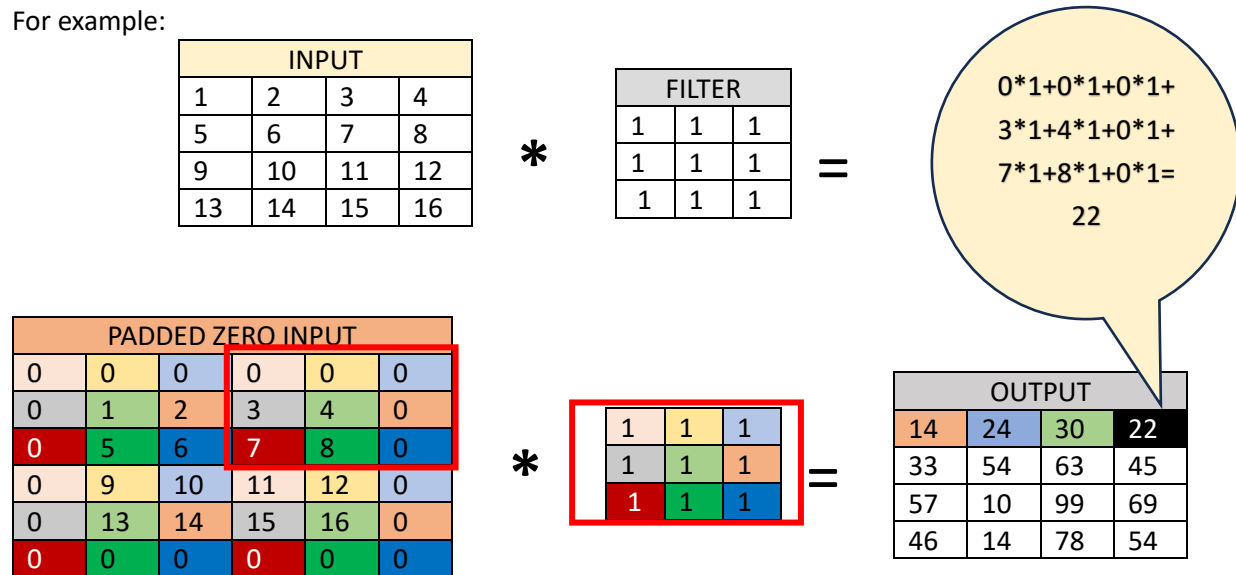 For example:
INPUT
1 2 3 4
5 6 7 8
9 10 11 12
13 14 15 16
*
FILTER
1 1 1
1 1 1
1 1 1
=
0*1+0*1+0*1+
3*1+4*1+0*1+
7*1+8*1+0*1=
22
PADDED ZERO INPUT
0 0 0 0 0 0
0 1 2 3 4 0
0 5 6 7 8 0
0 9 10 11 12 0
0 13 14 15 16 0
0 0 0 0 0 0
*
1 1 1
1 1 1
1 1 1
=
OUTPUT
14 24 30 22
33 54 63 45
57 10 99 69
46 14 78 54